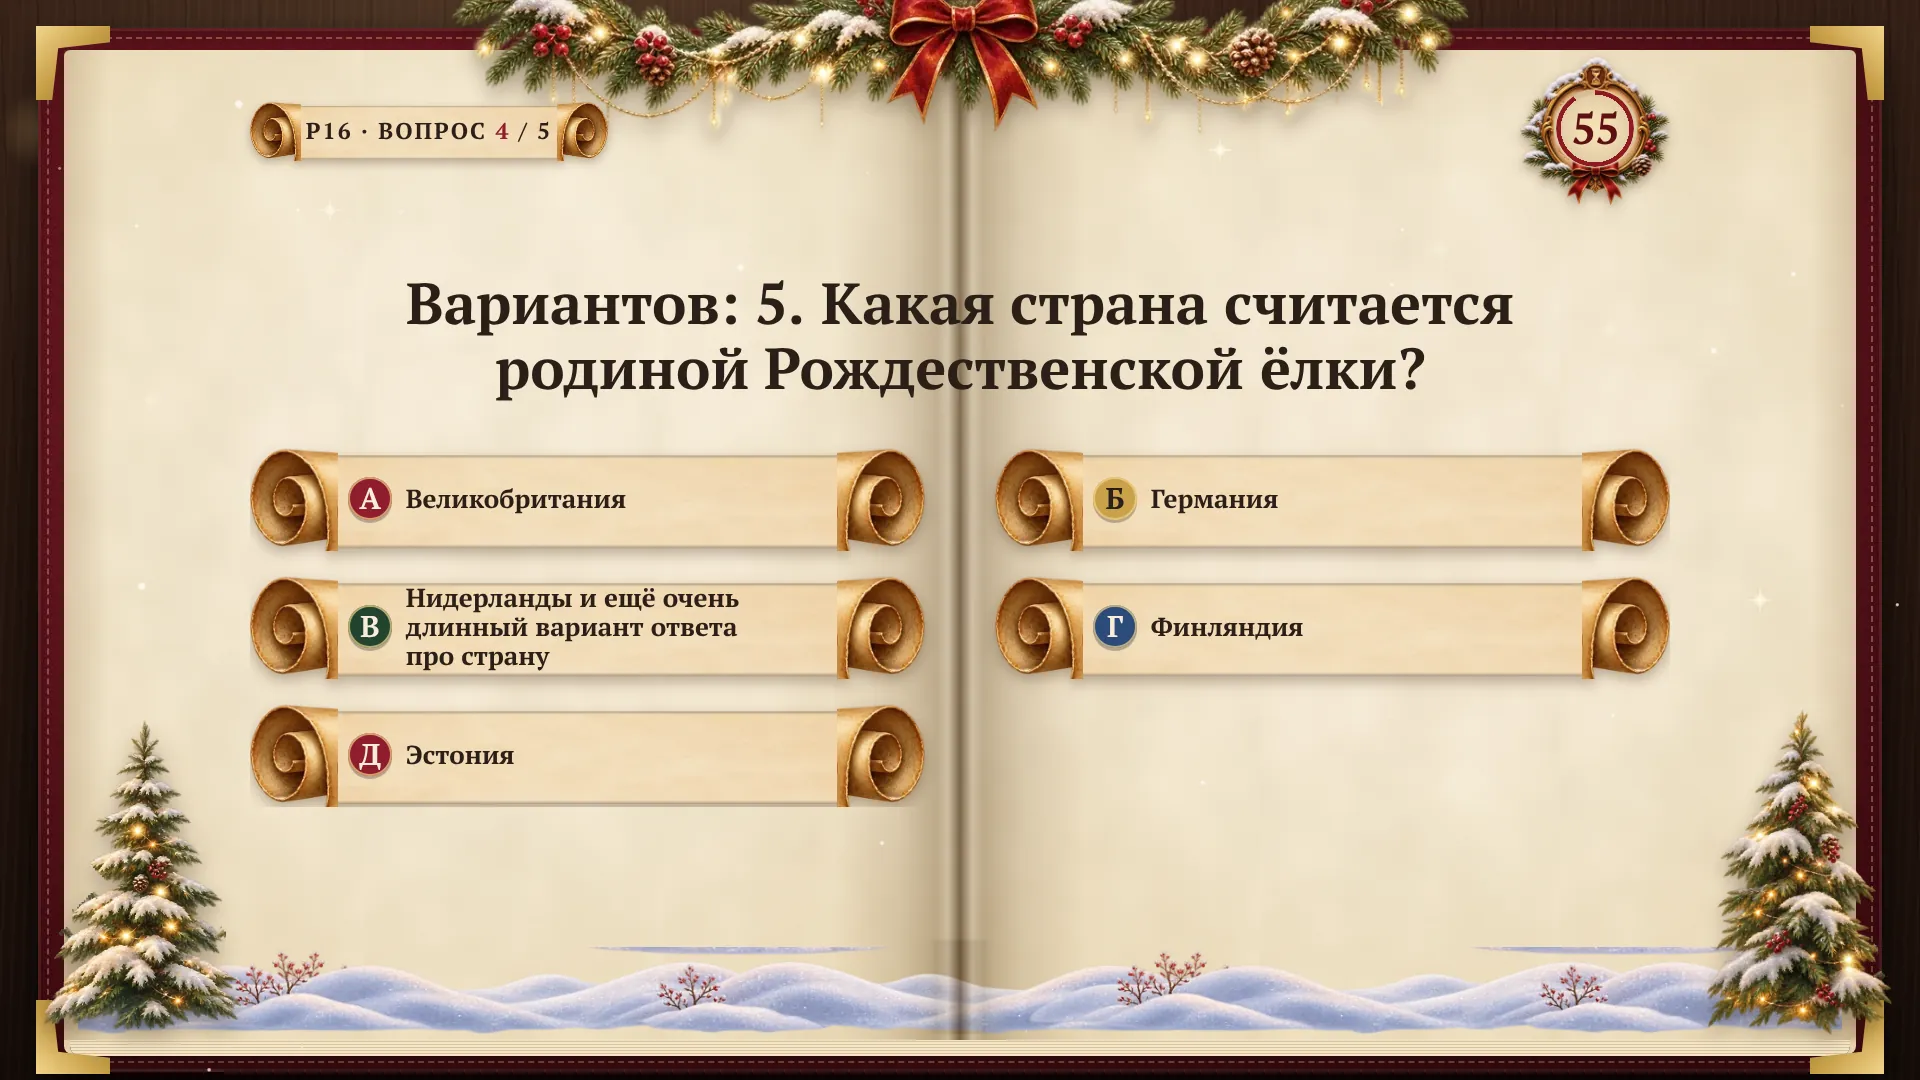 Р16 · ВОПРОС 4 / 5
55
Вариантов: 5. Какая страна считается
родиной Рождественской ёлки?
А Великобритания
Б Германия
В Нидерланды и ещё очень
длинный вариант ответа
про страну
Г Финляндия
Д Эстония